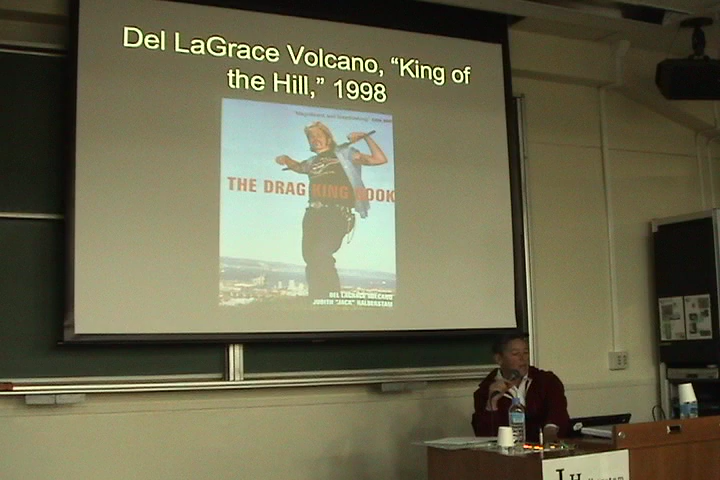 Del LaGrace Volcano, “King of
the Hill,” 1998
THE DRAG KING BOOK
DEL LAGRACE VOLCANO
JUDITH "JACK" HALBERSTAM